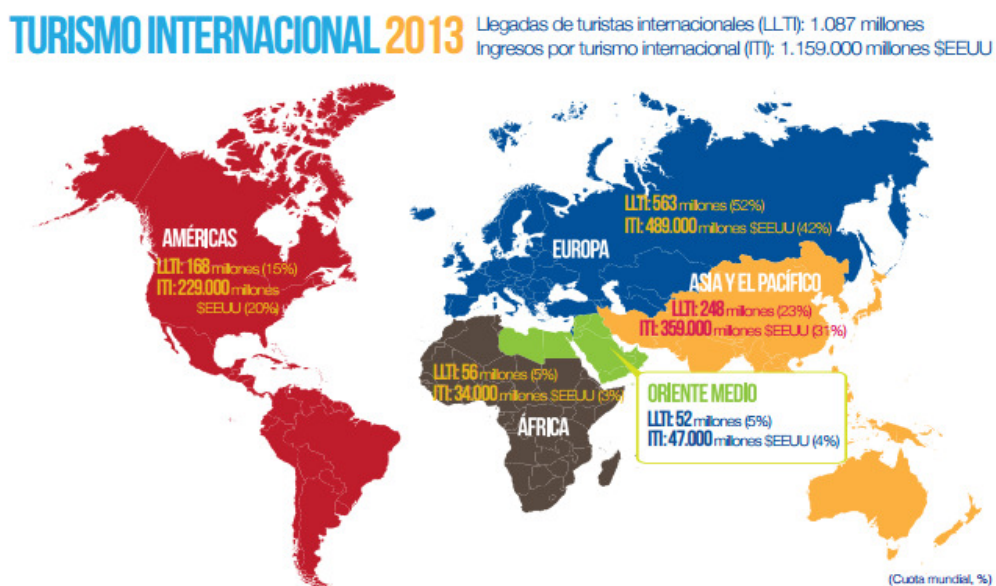 TURISMO INTERNACIONAL 2013
Llegadas de turistas internacionales (LLTI): 1.087 millones
Ingresos por turismo internacional (ITI): 1.159.000 millones $EEUU
AMÉRICAS
LLTI: 168 millones (15%)
ITI: 229.000 millones
$EEUU (20%)
EUROPA
LLTI: 563 millones (52%)
ITI: 489.000 millones $EEUU (42%)
ASIA Y EL PACÍFICO
LLTI: 248 millones (23%)
ITI: 359.000 millones $EEUU (31%)
LLTI: 56 millones (5%)
ITI: 34.000 millones $EEUU (3%)
ÁFRICA
ORIENTE MEDIO
LLTI: 52 millones (5%)
ITI: 47.000 millones $EEUU (4%)
(Cuota mundial, %)